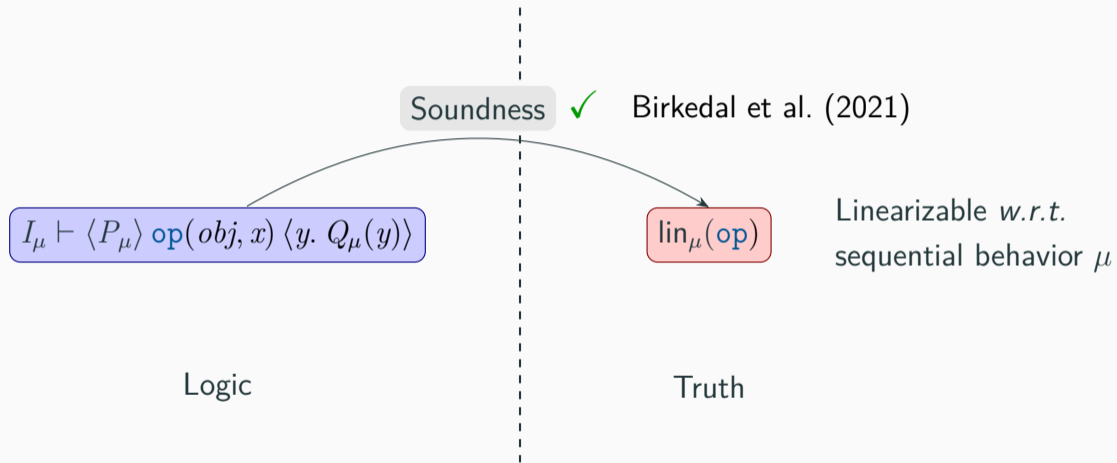 Soundness ✓ Birkedal et al. (2021)
I_μ ⊢ ⟨P_μ⟩ op(obj, x) ⟨y. Q_μ(y)⟩
lin_μ(op)
Linearizable w.r.t.
sequential behavior μ
Logic
Truth